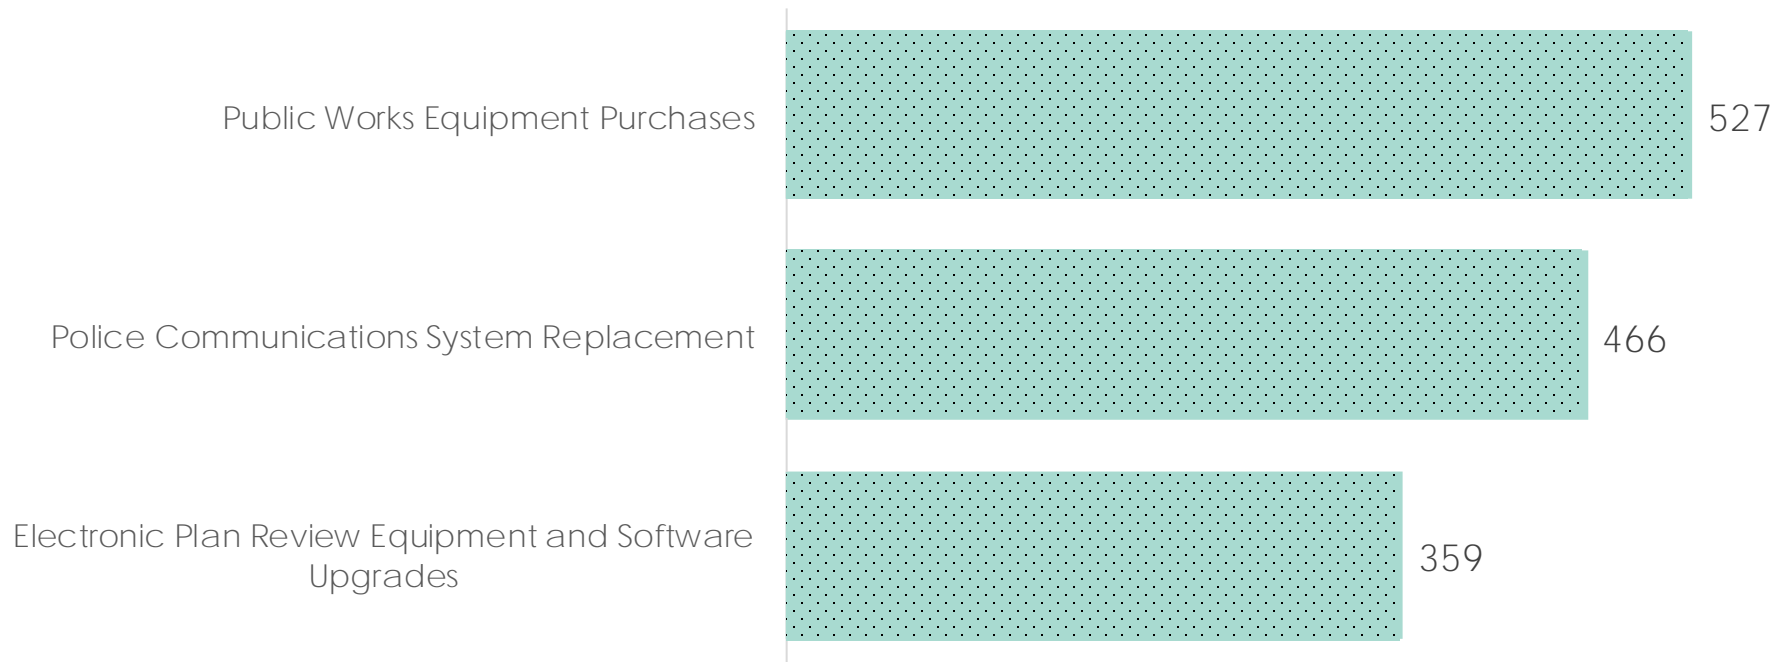 Public Works Equipment Purchases
527
Police Communications System Replacement
466
Electronic Plan Review Equipment and Software
Upgrades
359